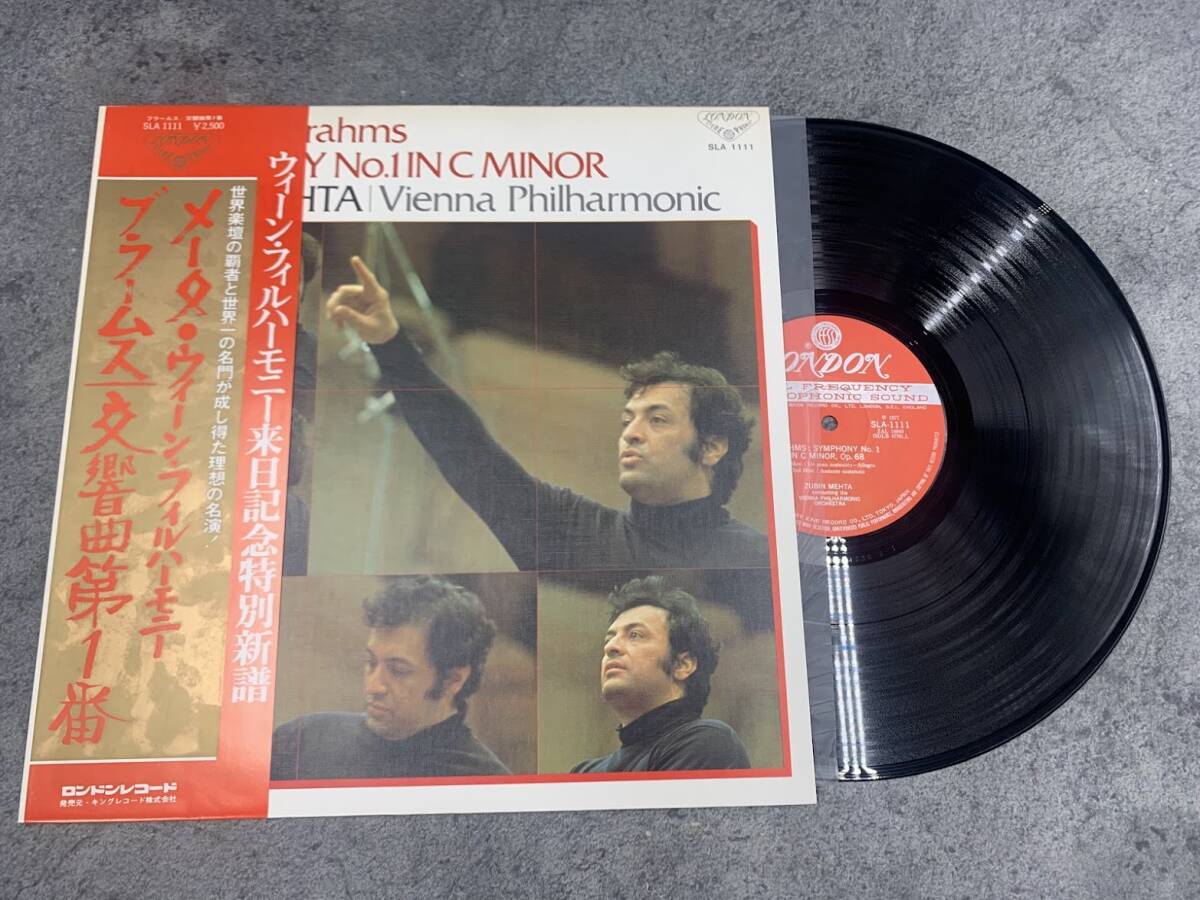 ブラームス:交響曲第1番
SLA 1111 ¥2,500
LONDON
ウィーン・フィルハーモニー来日記念特別新譜
世界楽壇の覇者と世界一の名門が成し得た理想の名演!
メータ・ウィーン・フィルハーモニー
ブラームス/交響曲第1番
ロンドンレコード
発売元・キングレコード株式会社
rahms
Y No.1 IN C MINOR
HTA | Vienna Philharmonic
LONDON
SLA 1111
ONDON
L FREQUENCY
OPHONIC SOUND
℗ 1977
SLA-1111
HMS: SYMPHONY No. 1
IN C MINOR, Op. 68
ZUBIN MEHTA
conducting the
VIENNA PHILHARMONIC
ORCHESTRA